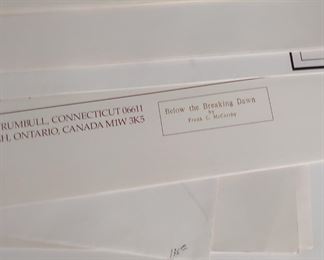 RUMBULL, CONNECTICUT 06611
H, ONTARIO, CANADA M1W 3K5
Below the Breaking Dawn
by
Frank C. McCarthy